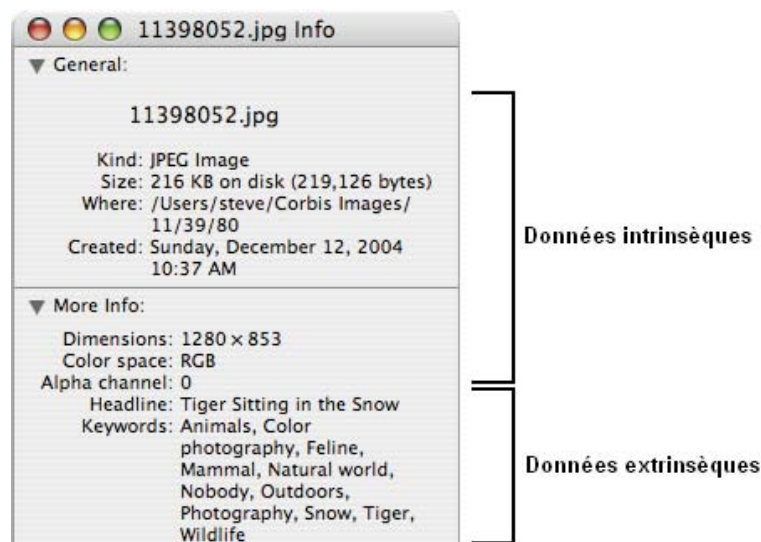 11398052.jpg Info
General:
11398052.jpg
Kind: JPEG Image
Size: 216 KB on disk (219,126 bytes)
Where: /Users/steve/Corbis Images/
11/39/80
Created: Sunday, December 12, 2004
10:37 AM
More Info:
Dimensions: 1280 × 853
Color space: RGB
Alpha channel: 0
Headline: Tiger Sitting in the Snow
Keywords: Animals, Color
photography, Feline,
Mammal, Natural world,
Nobody, Outdoors,
Photography, Snow, Tiger,
Wildlife
Données intrinsèques
Données extrinsèques